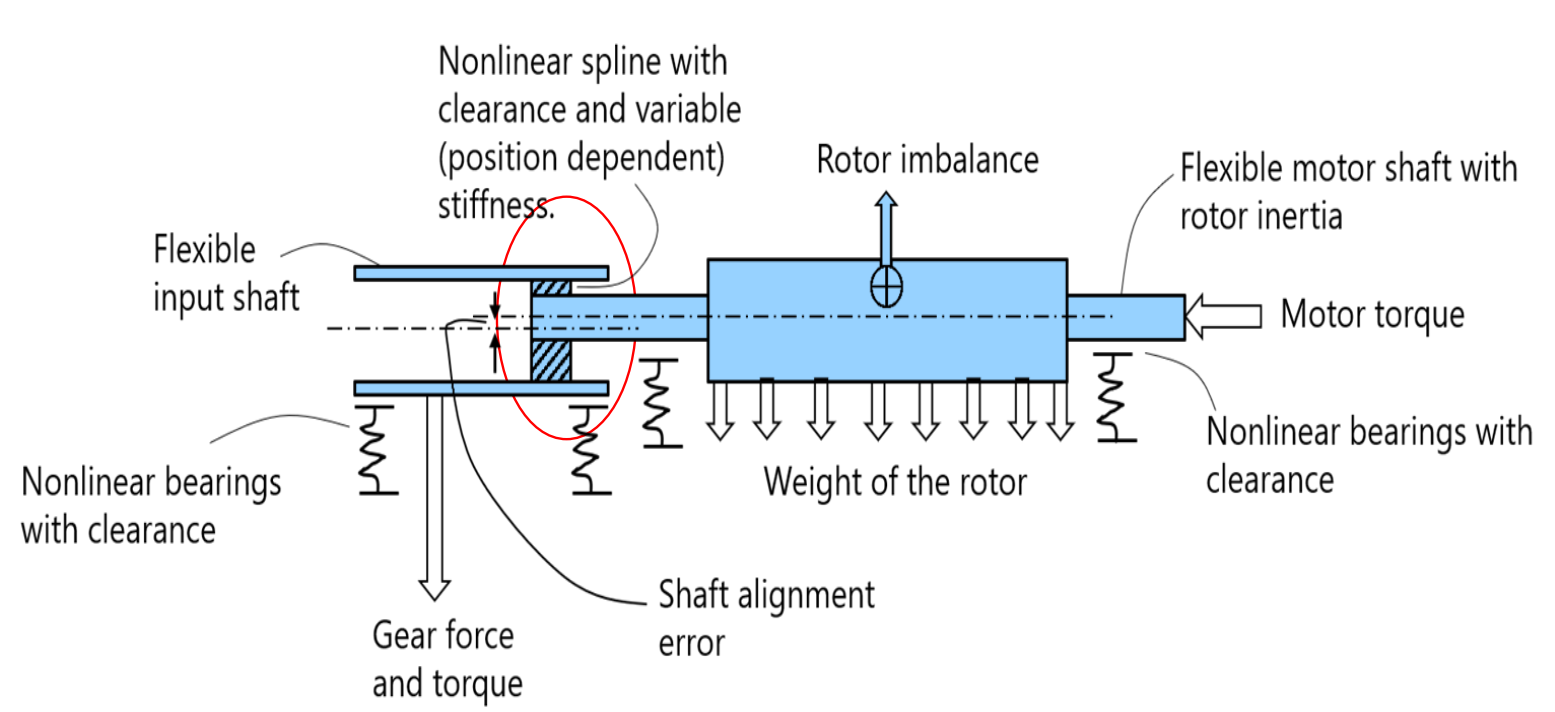 Nonlinear spline with
clearance and variable
(position dependent)
stiffness.
Rotor imbalance
Flexible motor shaft with
rotor inertia
Flexible
input shaft
Motor torque
Nonlinear bearings
with clearance
Weight of the rotor
Nonlinear bearings with
clearance
Shaft alignment
error
Gear force
and torque